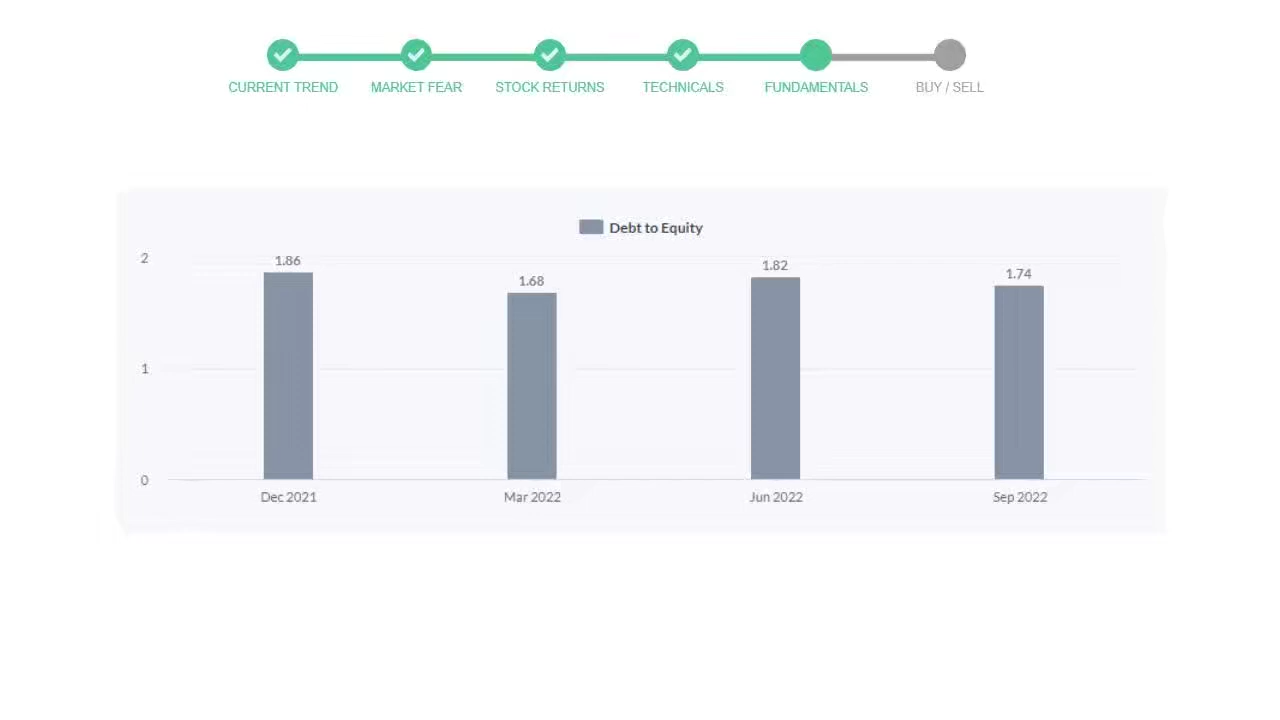 CURRENT TREND MARKET FEAR STOCK RETURNS TECHNICALS FUNDAMENTALS BUY / SELL
Debt to Equity
2
1.86
1.68
1.82
1.74
1
0
Dec 2021 Mar 2022 Jun 2022 Sep 2022